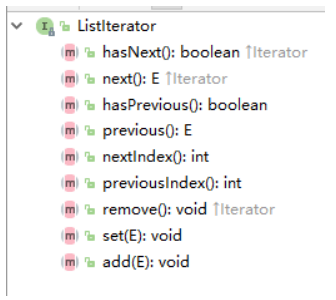 ListIterator
hasNext(): boolean ↑Iterator
next(): E ↑Iterator
hasPrevious(): boolean
previous(): E
nextIndex(): int
previousIndex(): int
remove(): void ↑Iterator
set(E): void
add(E): void